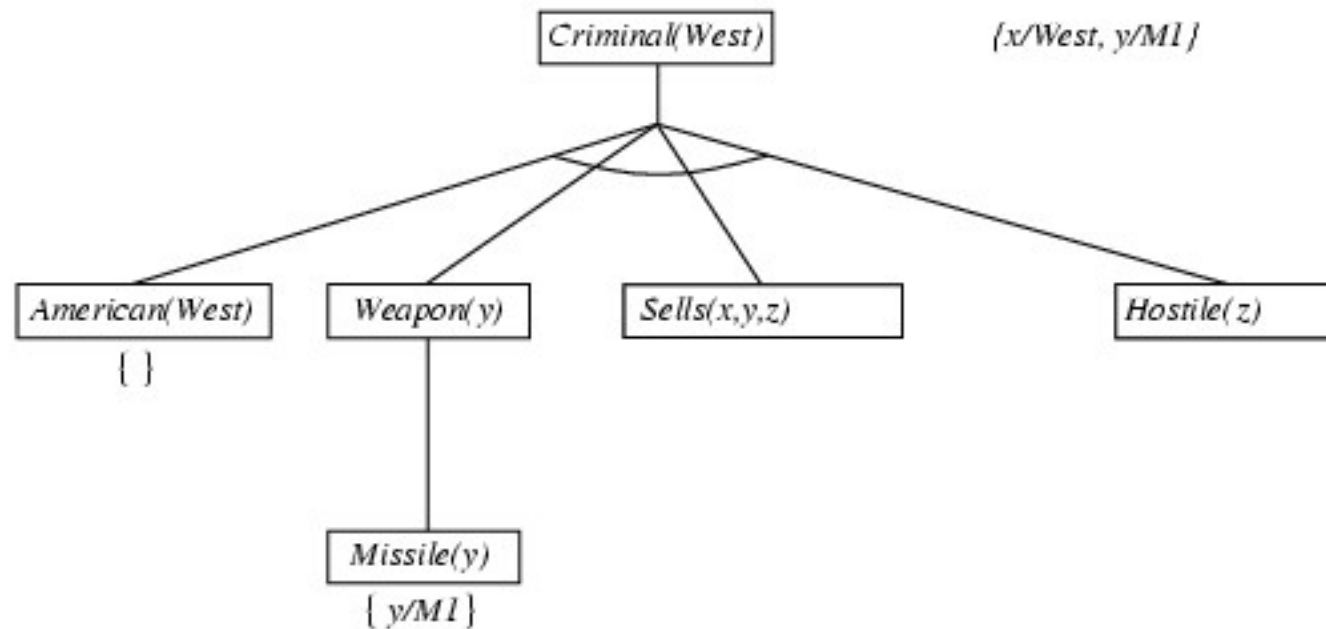 Criminal(West)
{x/West, y/M1}
American(West)
Weapon(y)
Sells(x,y,z)
Hostile(z)
{ }
Missile(y)
{ y/M1 }